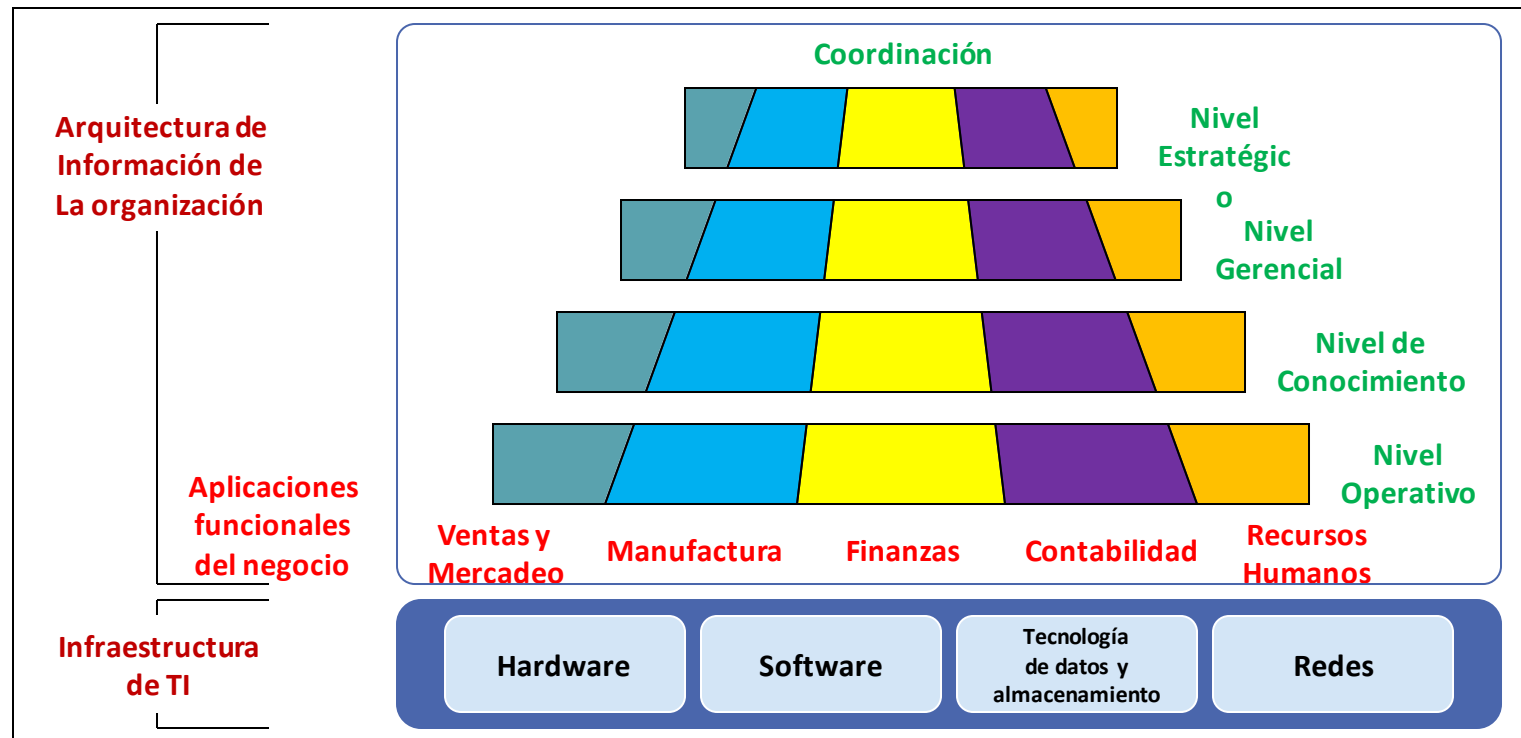 Coordinación
Arquitectura de
Información de
La organización
Nivel
Estratégic
o
Nivel
Gerencial
Nivel de
Conocimiento
Nivel
Operativo
Aplicaciones
funcionales
del negocio
Ventas y
Mercadeo
Manufactura
Finanzas
Contabilidad
Recursos
Humanos
Infraestructura
de TI
Hardware
Software
Tecnología
de datos y
almacenamiento
Redes